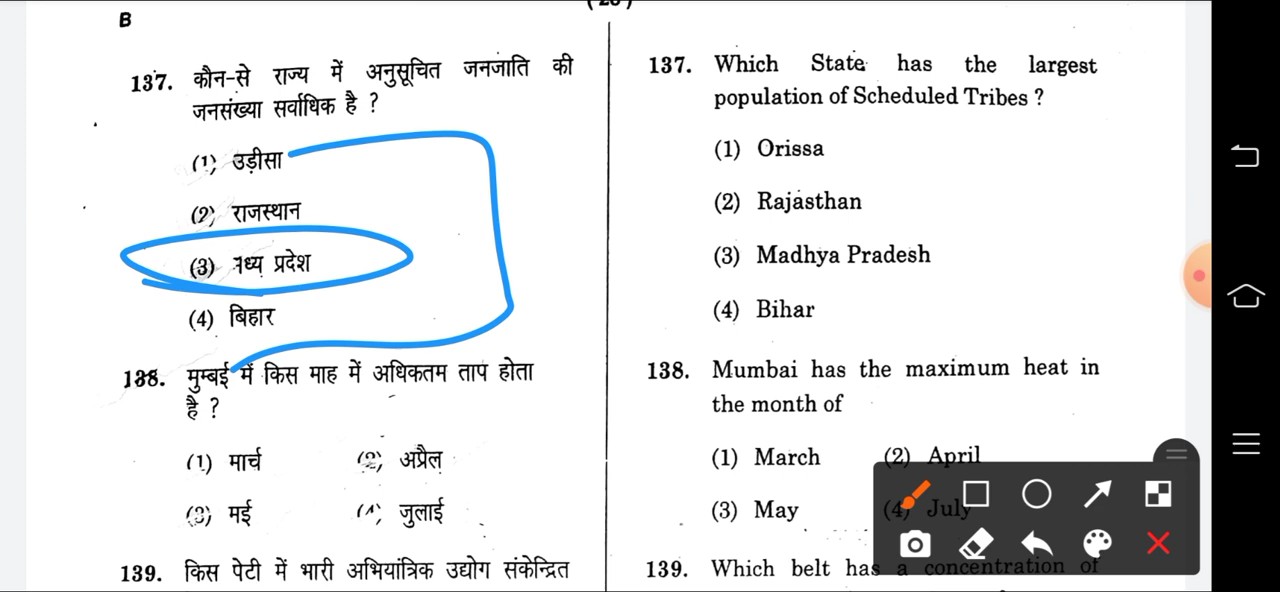 B
137. कौन-से राज्य में अनुसूचित जनजाति की
जनसंख्या सर्वाधिक है ?
(1) उड़ीसा
(2) राजस्थान
(3) मध्य प्रदेश
(4) बिहार
138. मुम्बई में किस माह में अधिकतम ताप होता
है ?
(1) मार्च (2) अप्रैल
(3) मई (4) जुलाई
139. किस पेटी में भारी अभियांत्रिक उद्योग संकेन्द्रित
137. Which State has the largest
population of Scheduled Tribes ?
(1) Orissa
(2) Rajasthan
(3) Madhya Pradesh
(4) Bihar
138. Mumbai has the maximum heat in
the month of
(1) March (2) April
(3) May (4) July
139. Which belt has a concentration of